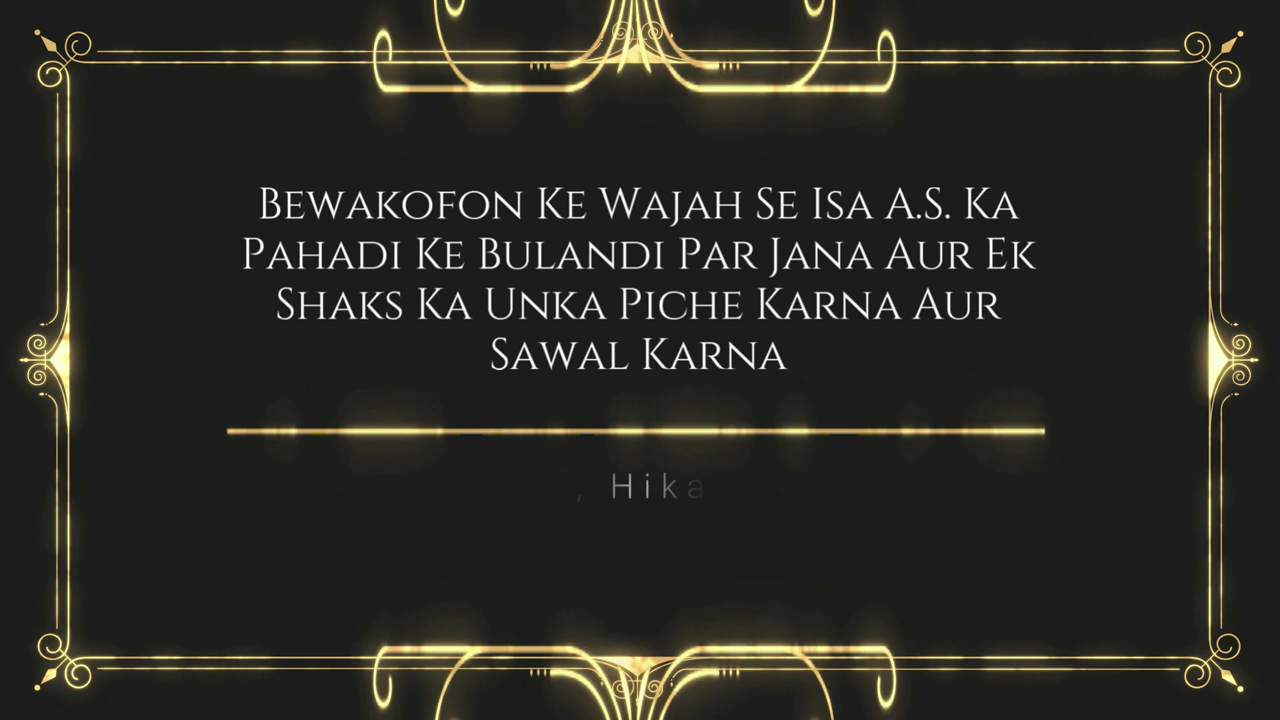 Bewakofon Ke Wajah Se Isa A.S. Ka
Pahadi Ke Bulandi Par Jana Aur Ek
Shaks Ka Unka Piche Karna Aur
Sawal Karna
, Hika